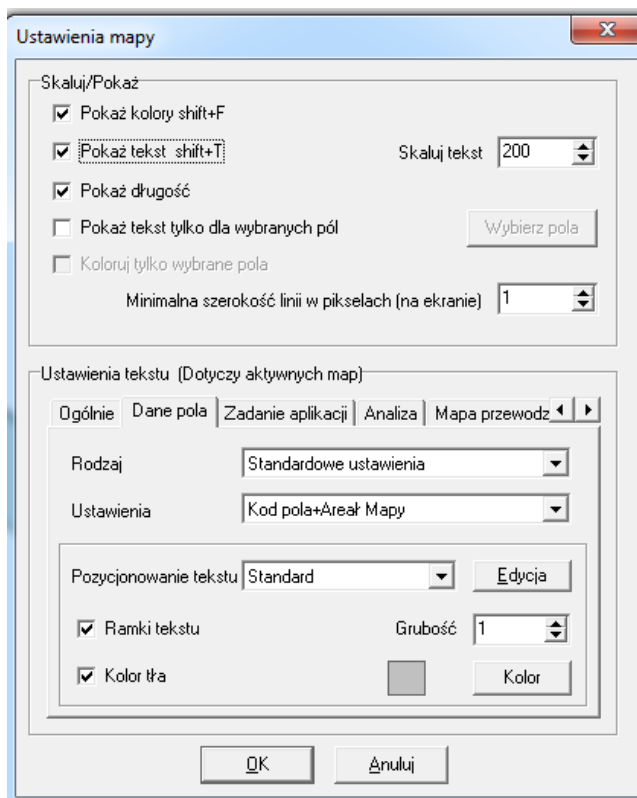 Ustawienia mapy
Skaluj/Pokaż
Pokaż kolory shift+F
Pokaż tekst shift+T
Skaluj tekst 200
Pokaż długość
Pokaż tekst tylko dla wybranych pól
Wybierz pola
Koloruj tylko wybrane pola
Minimalna szerokość linii w pikselach (na ekranie) 1
Ustawienia tekstu (Dotyczy aktywnych map)
Ogólnie Dane pola Zadanie aplikacji Analiza Mapa przewodz
Rodzaj Standardowe ustawienia
Ustawienia Kod pola+Areał Mapy
Pozycjonowanie tekstu Standard Edycja
Ramki tekstu Grubość 1
Kolor tła Kolor
OK Anuluj